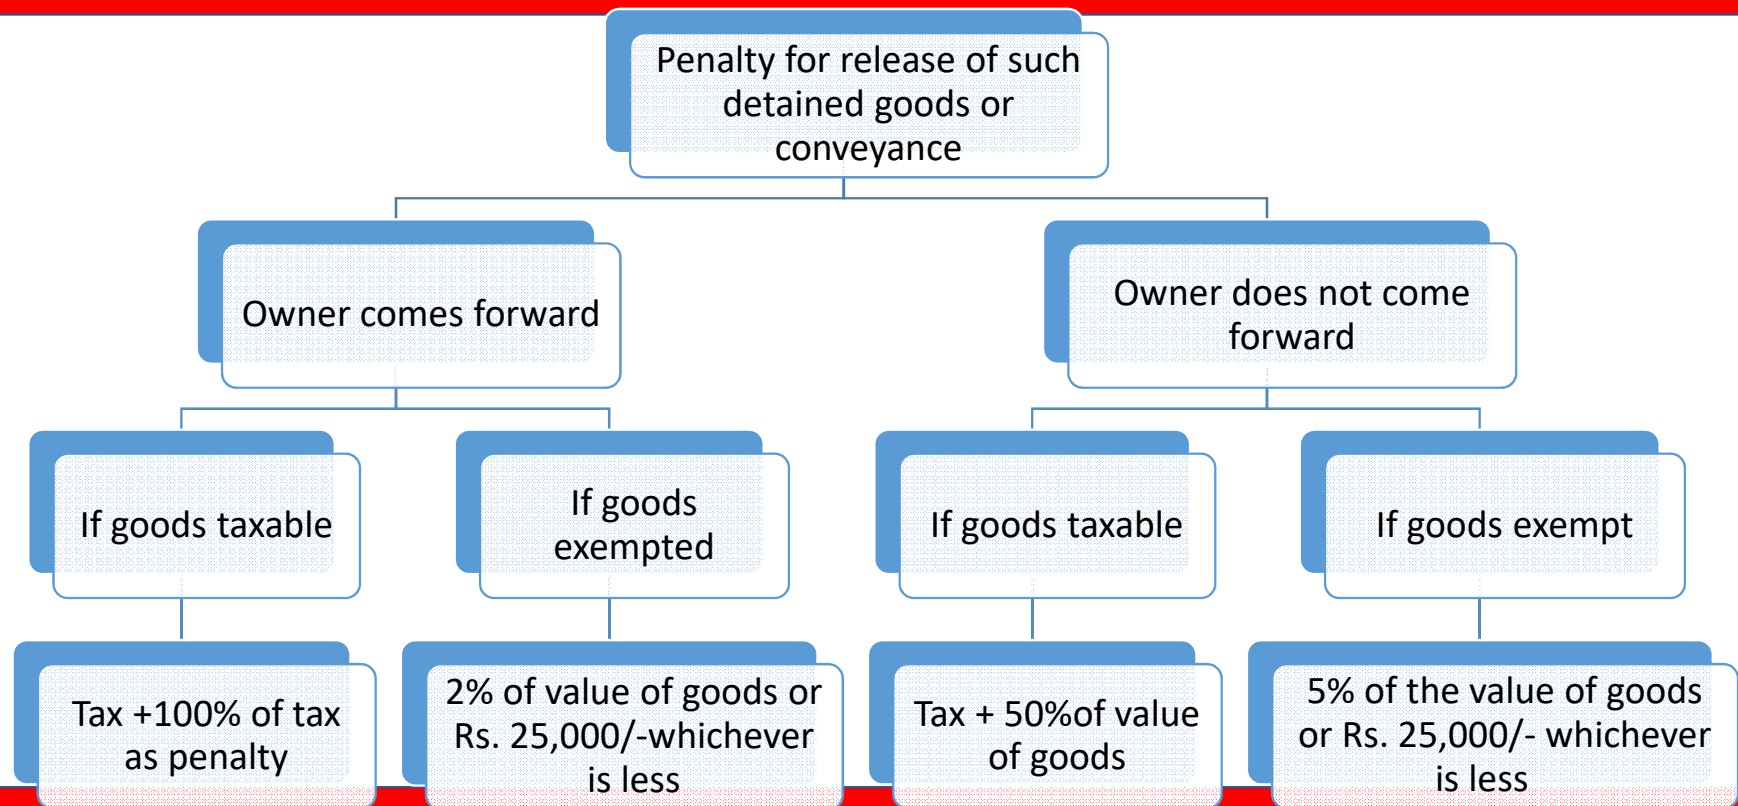 Penalty for release of such
detained goods or
conveyance
Owner comes forward
Owner does not come
forward
If goods taxable
If goods
exempted
If goods taxable
If goods exempt
Tax +100% of tax
as penalty
2% of value of goods or
Rs. 25,000/-whichever
is less
Tax + 50%of value
of goods
5% of the value of goods
or Rs. 25,000/- whichever
is less